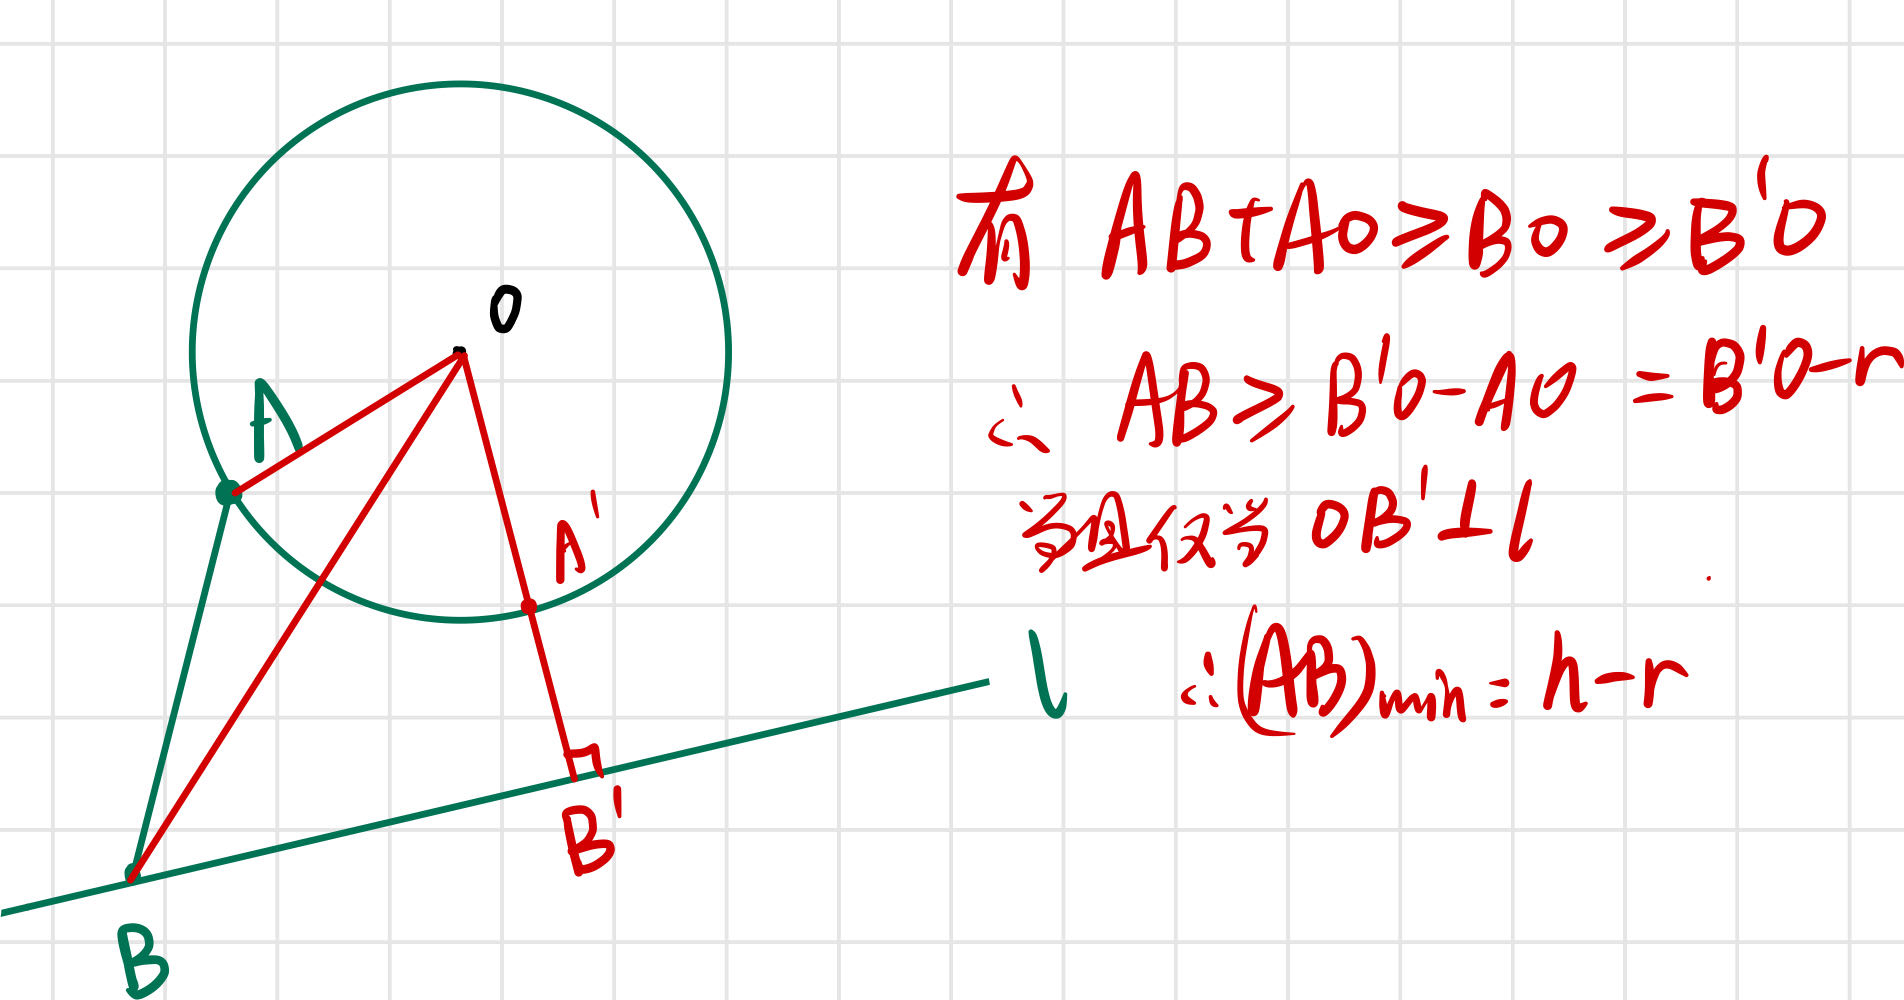 O
A
A'
B'
B
l
有 AB+AO≥BO≥B'O
∴ AB≥B'O-AO=B'O-r
当且仅当 OB'⊥l
∴(AB)min=h-r